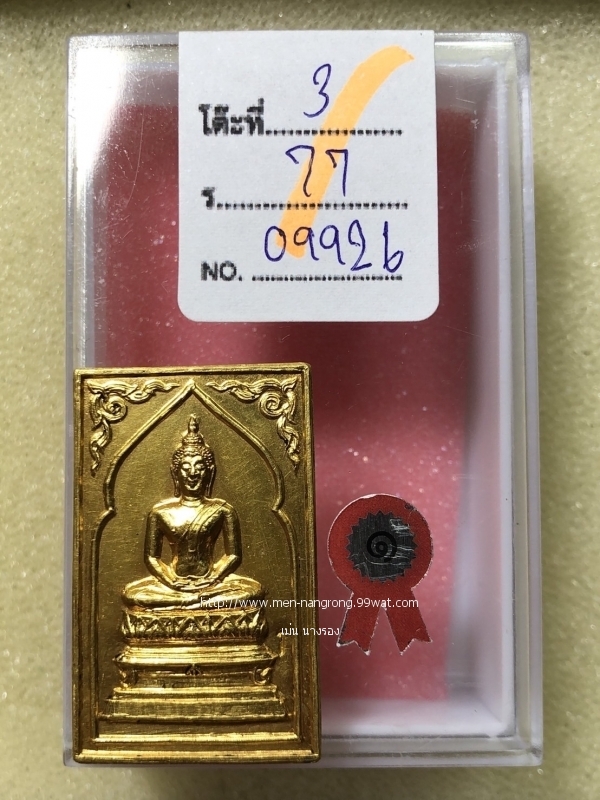 โต๊ะที่ 3
ร 77
NO. 09926
๑
http://www.men-nangrong.99wat.com
เม่น นางรอง